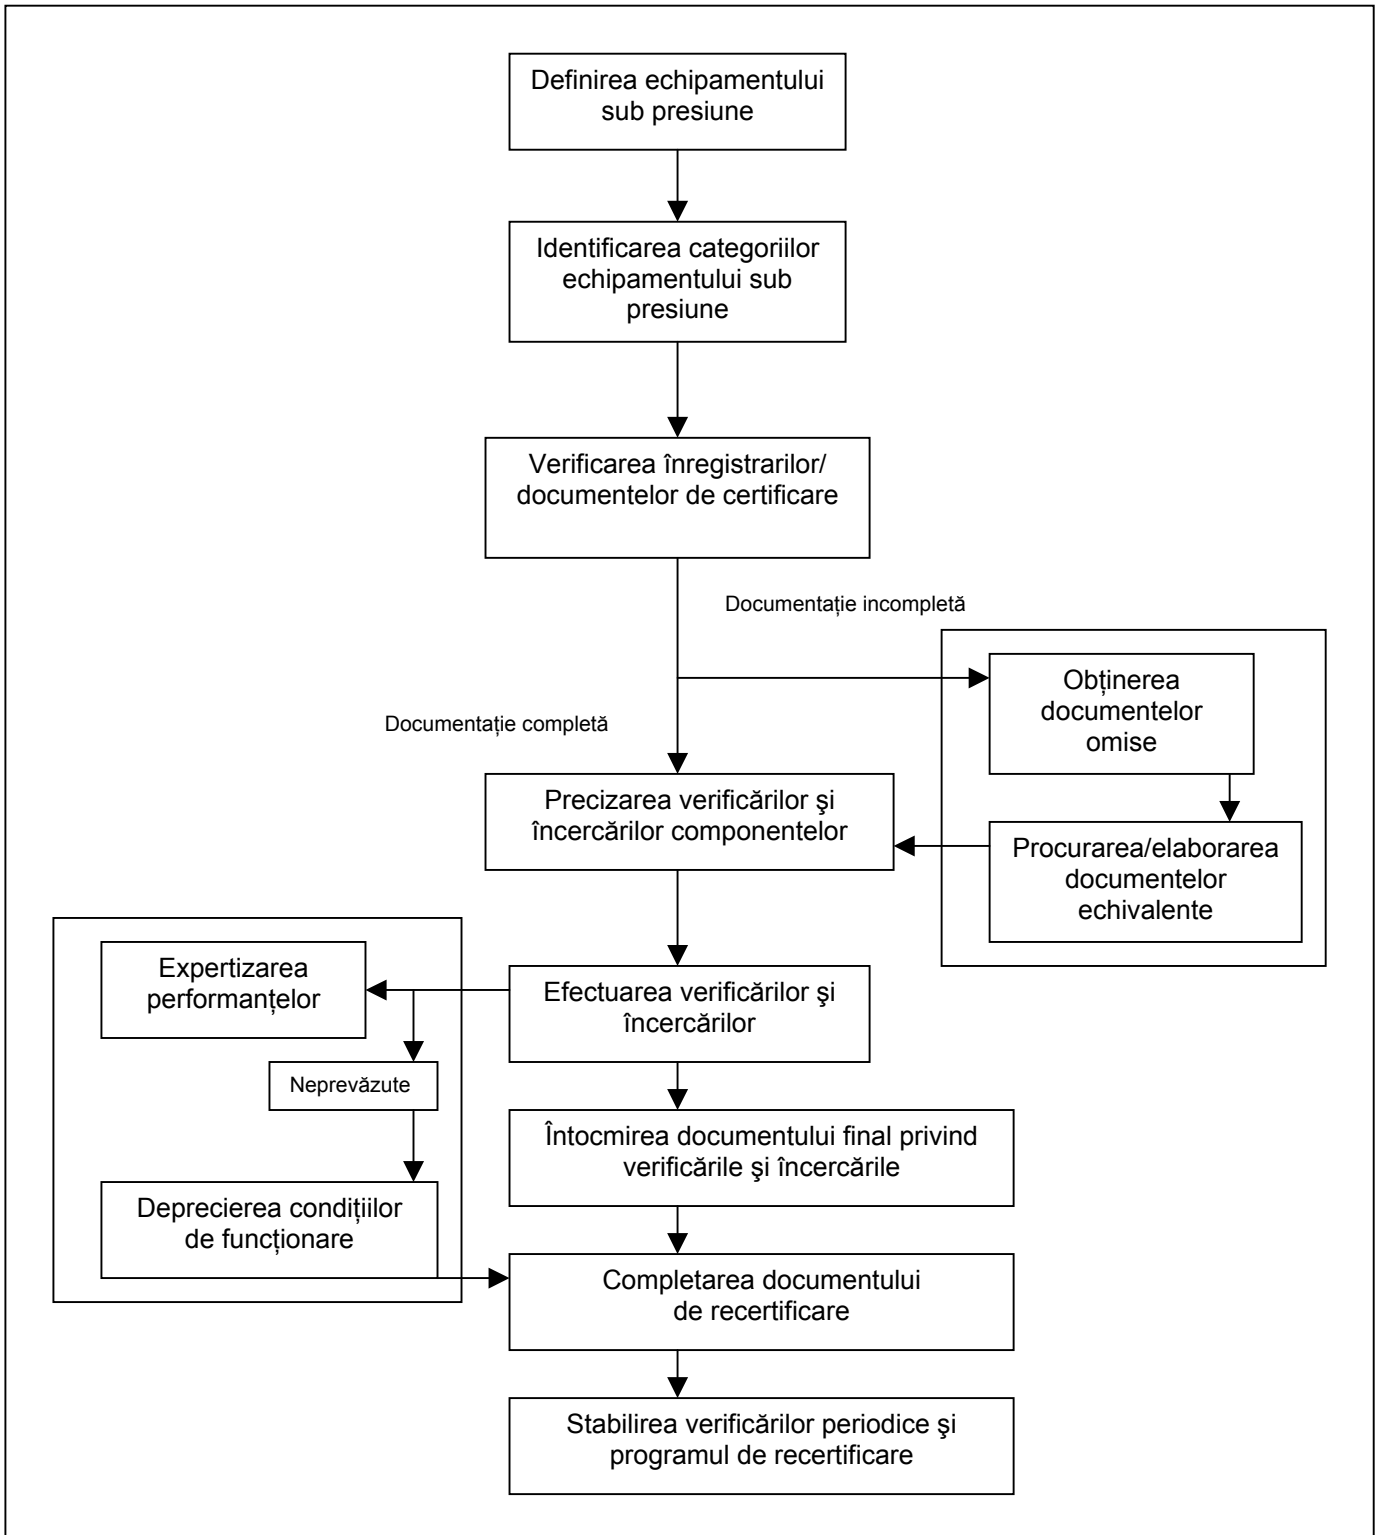 Definirea echipamentului
sub presiune
Identificarea categoriilor
echipamentului sub
presiune
Verificarea înregistrarilor/
documentelor de certificare
Documentație incompletă
Obținerea
documentelor
omise
Documentație completă
Precizarea verificărilor şi
încercărilor componentelor
Procurarea/elaborarea
documentelor
echivalente
Expertizarea
performanțelor
Efectuarea verificărilor şi
încercărilor
Neprevăzute
Întocmirea documentului final privind
verificările şi încercările
Deprecierea condițiilor
de funcționare
Completarea documentului
de recertificare
Stabilirea verificărilor periodice şi
programul de recertificare